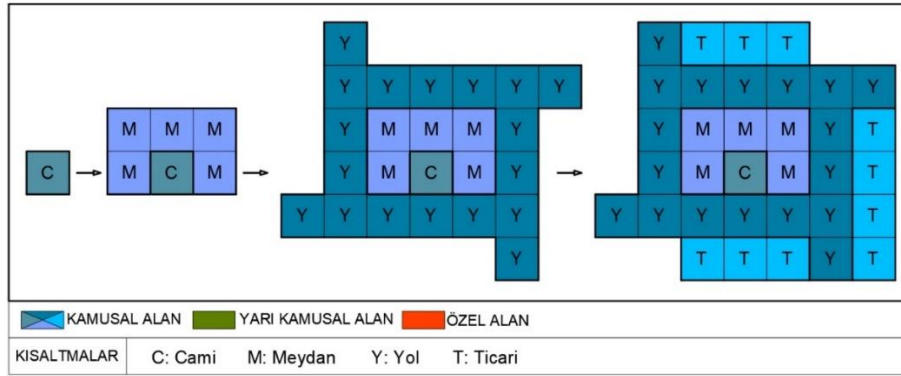 Y Y T T T
Y Y Y Y Y Y Y Y Y Y Y Y
M M M Y M M M Y Y M M M Y T
C M C M Y M C M Y Y M C M Y T
Y Y Y Y Y Y Y Y Y Y Y Y T
Y T T T Y T
KAMUSAL ALAN YARI KAMUSAL ALAN ÖZEL ALAN
KISALTMALAR C: Cami M: Meydan Y: Yol T: Ticari